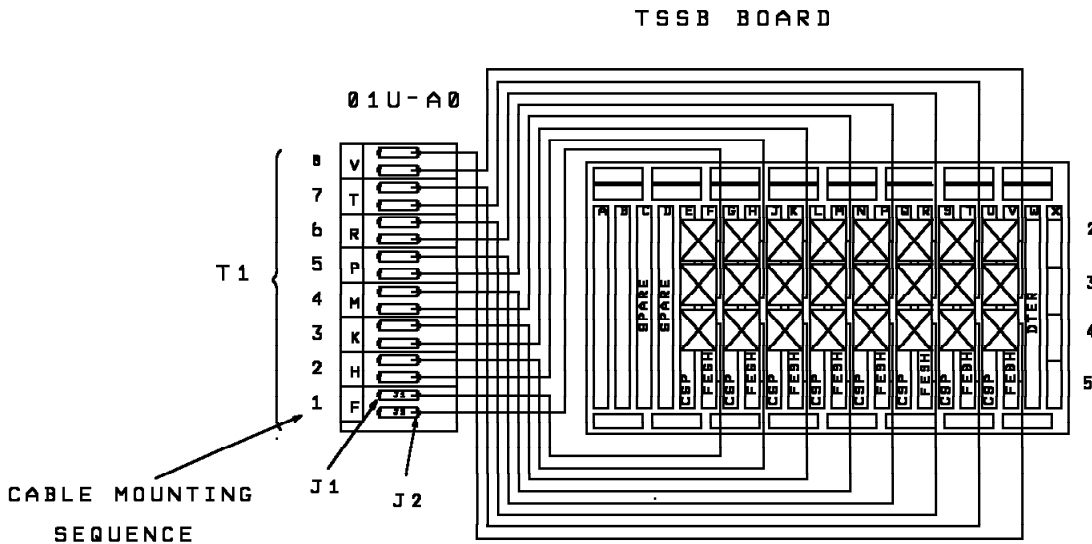 TSSB BOARD
01U-A0
8 V
7 T
6 R
5 P
4 M
3 K
2 H
1 F
T1
J1
J2
J1
J2
CABLE MOUNTING
SEQUENCE
A B C D E F G H J K L M N P Q R S T U V W X
2
3
4
5
SPARE
SPARE
DTER
CSP FESH CSP FESH CSP FESH CSP FESH CSP FESH CSP FESH CSP FESH CSP FESH